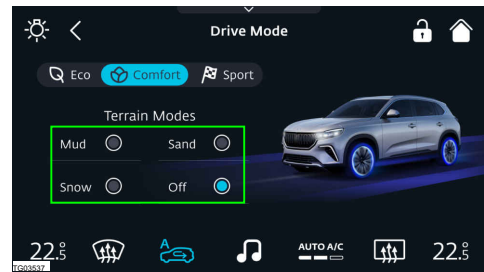 Drive Mode
Eco Comfort Sport
Terrain Modes
Mud Sand
Snow Off
22.5° A AUTO A/C 22.5°
TG03537